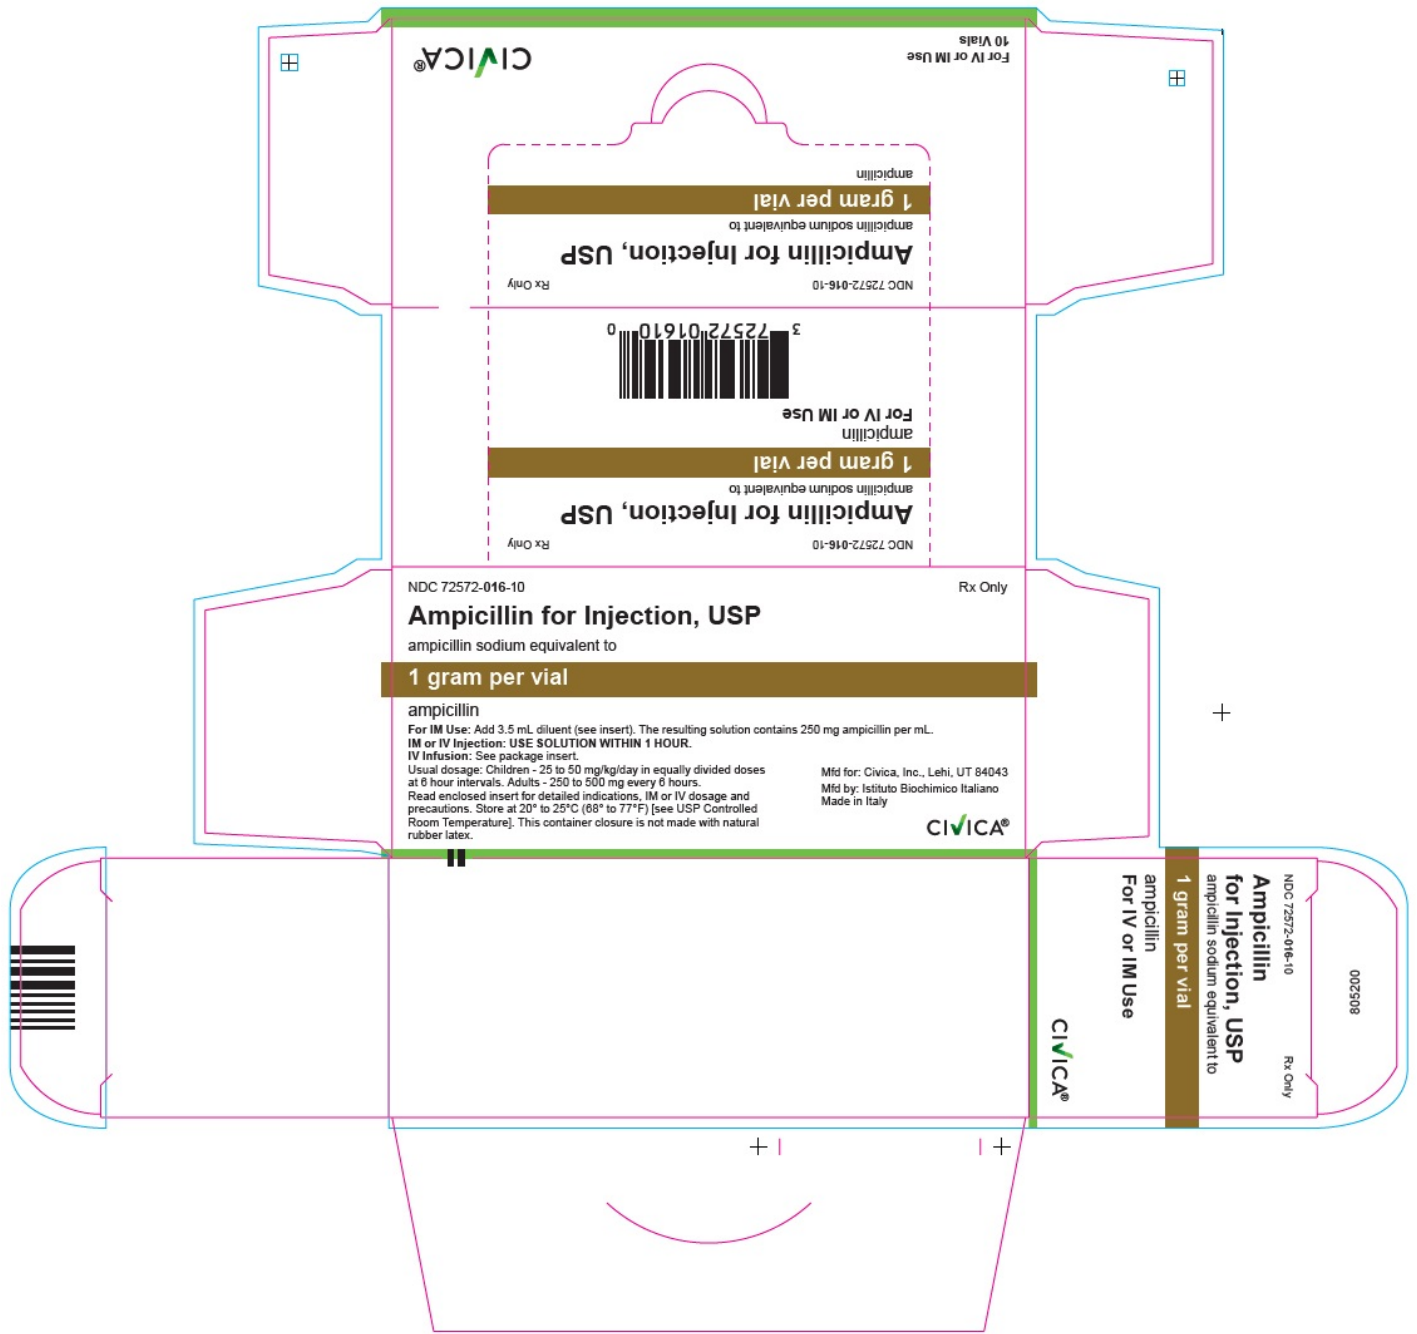 CIVICA®
For IV or IM Use
10 Vials
NDC 72572-016-10
Rx Only
Ampicillin for Injection, USP
ampicillin sodium equivalent to
1 gram per vial
ampicillin
NDC 72572-016-10
Rx Only
Ampicillin for Injection, USP
ampicillin sodium equivalent to
1 gram per vial
ampicillin
For IV or IM Use
3 72572 01610 0
NDC 72572-016-10
Rx Only
Ampicillin for Injection, USP
ampicillin sodium equivalent to
1 gram per vial
ampicillin
For IM Use: Add 3.5 mL diluent (see insert). The resulting solution contains 250 mg ampicillin per mL.
IM or IV Injection: USE SOLUTION WITHIN 1 HOUR.
IV Infusion: See package insert.
Usual dosage: Children - 25 to 50 mg/kg/day in equally divided doses
at 6 hour intervals. Adults - 250 to 500 mg every 6 hours.
Read enclosed insert for detailed indications, IM or IV dosage and
precautions. Store at 20° to 25°C (68° to 77°F) [see USP Controlled
Room Temperature]. This container closure is not made with natural
rubber latex.
Mfd for: Civica, Inc., Lehi, UT 84043
Mfd by: Istituto Biochimico Italiano
Made in Italy
CIVICA®
NDC 72572-016-10
Rx Only
Ampicillin
for Injection, USP
ampicillin sodium equivalent to
1 gram per vial
ampicillin
For IV or IM Use
CIVICA®
805200